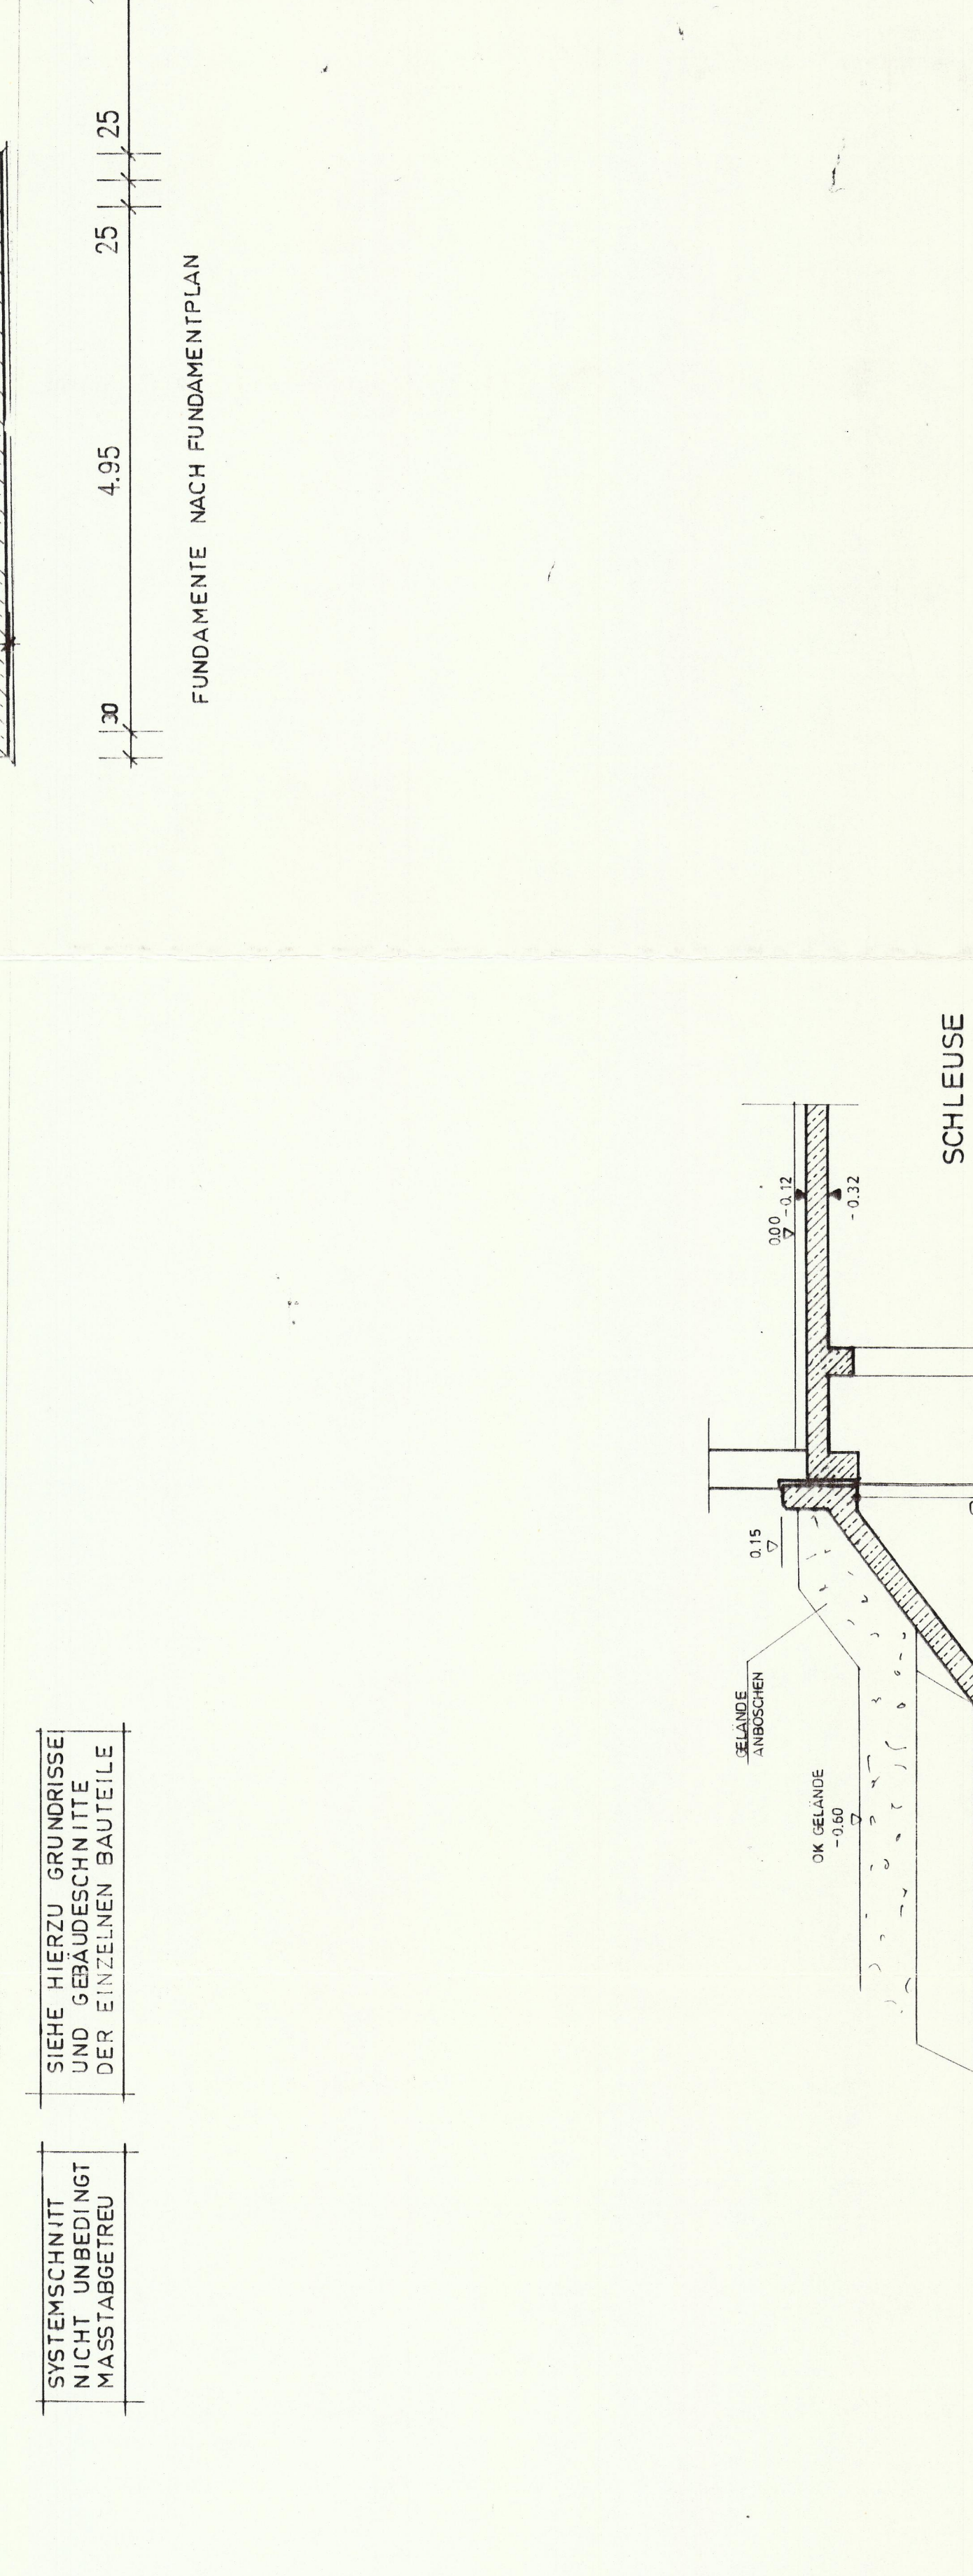 SYSTEMSCHNITT
NICHT UNBEDINGT
MASSTABGETREU
SIEHE HIERZU GRUNDRISSE
UND GEBÄUDESCHNITTE
DER EINZELNEN BAUTEILE
30
4.95
25
25
FUNDAMENTE NACH FUNDAMENTPLAN
GELÄNDE
ANBÖSCHEN
OK GELÄNDE
-0.60
0.15
0.00
-0.12
-0.32
SCHLEUSE